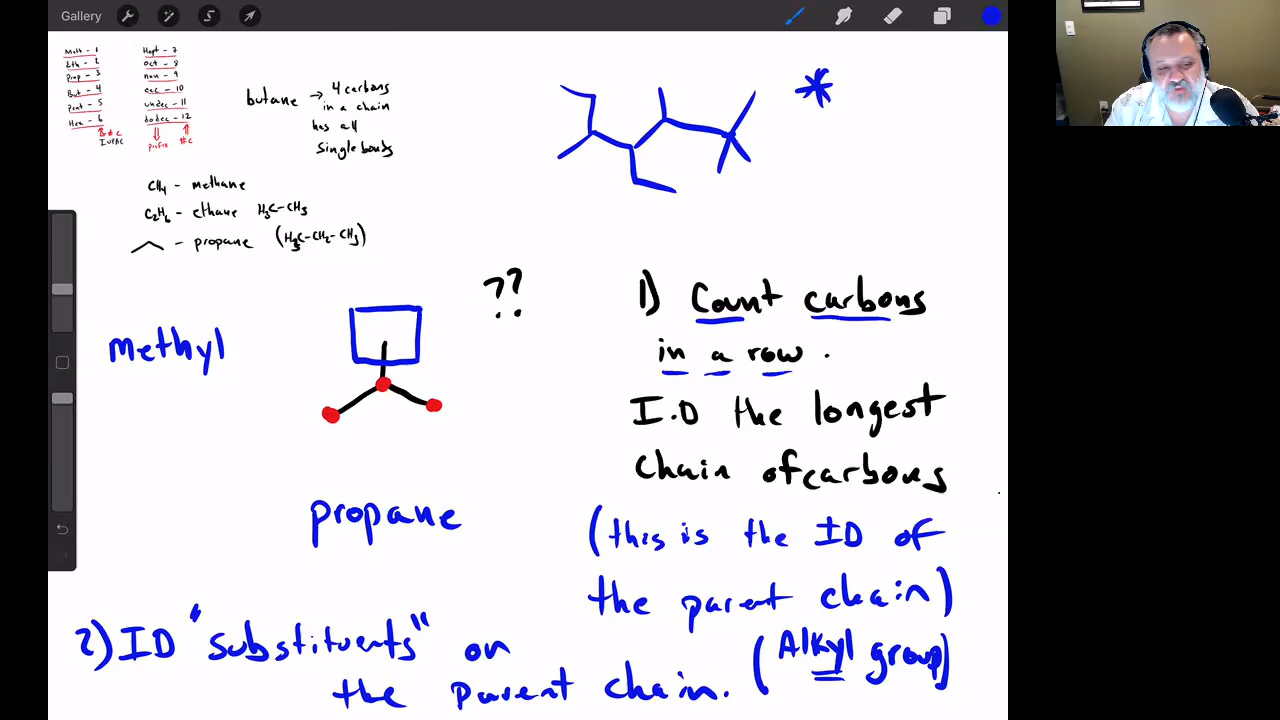 Gallery
Meth - 1
Eth - 2
Prop - 3
But - 4
Pent - 5
Hex - 6
B # C
IUPAC
Hept - 7
Oct - 8
non - 9
dec - 10
undec - 11
dodec - 12
prefix
#C
butane → 4 carbons
in a chain
has all
single bonds
CH4 - methane
C2H6 - ethane H3C-CH3
- propane (H3C-CH2-CH3)
??
methyl
propane
1) Count carbons
in a row.
I.D the longest
chain of carbons
(this is the ID of
the parent chain)
2) ID "substituents" on
the parent chain.
(Alkyl group)